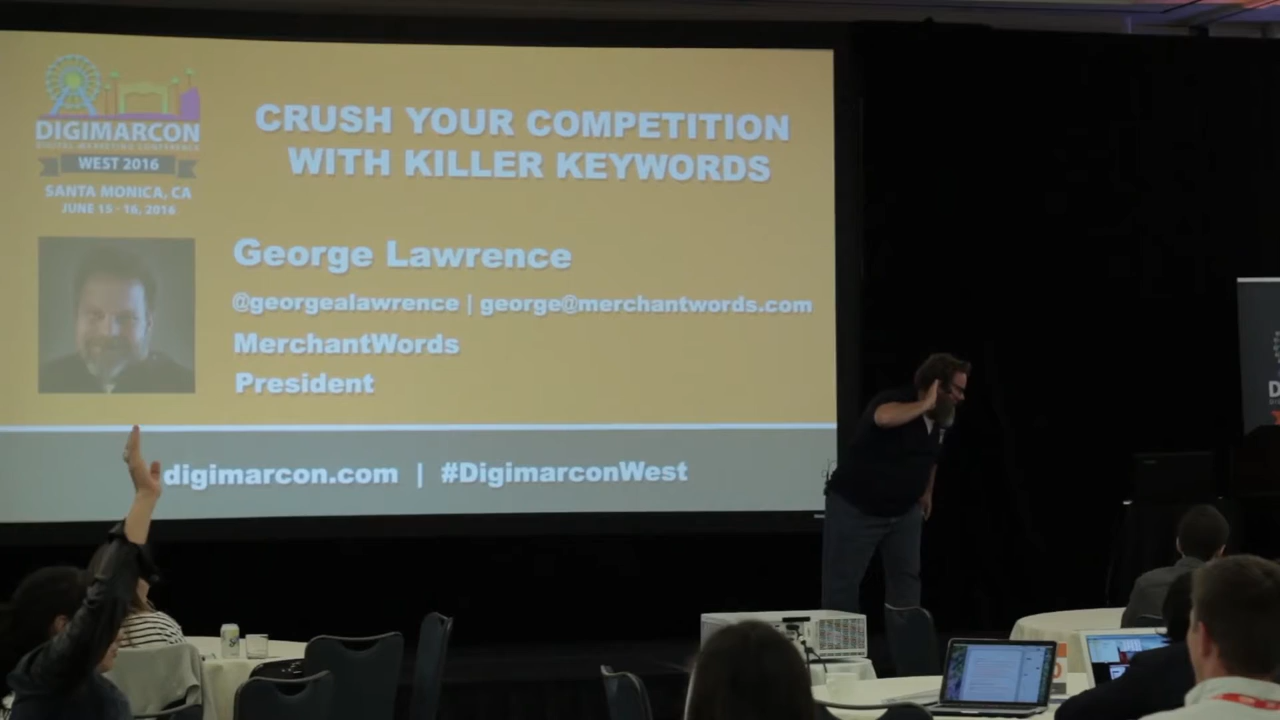 DIGIMARCON
DIGITAL MARKETING CONFERENCE
WEST 2016
SANTA MONICA, CA
JUNE 15 - 16, 2016
CRUSH YOUR COMPETITION
WITH KILLER KEYWORDS
George Lawrence
@georgealawrence | george@merchantwords.com
MerchantWords
President
digimarcon.com | #DigimarconWest